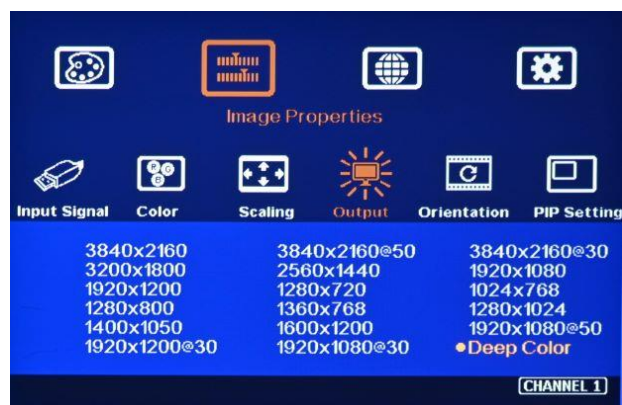 Image Properties
Input Signal Color Scaling Output Orientation PIP Setting
3840x2160 3840x2160@50 3840x2160@30
3200x1800 2560x1440 1920x1080
1920x1200 1280x720 1024x768
1280x800 1360x768 1280x1024
1400x1050 1600x1200 1920x1080@50
1920x1200@30 1920x1080@30 •Deep Color
CHANNEL 1